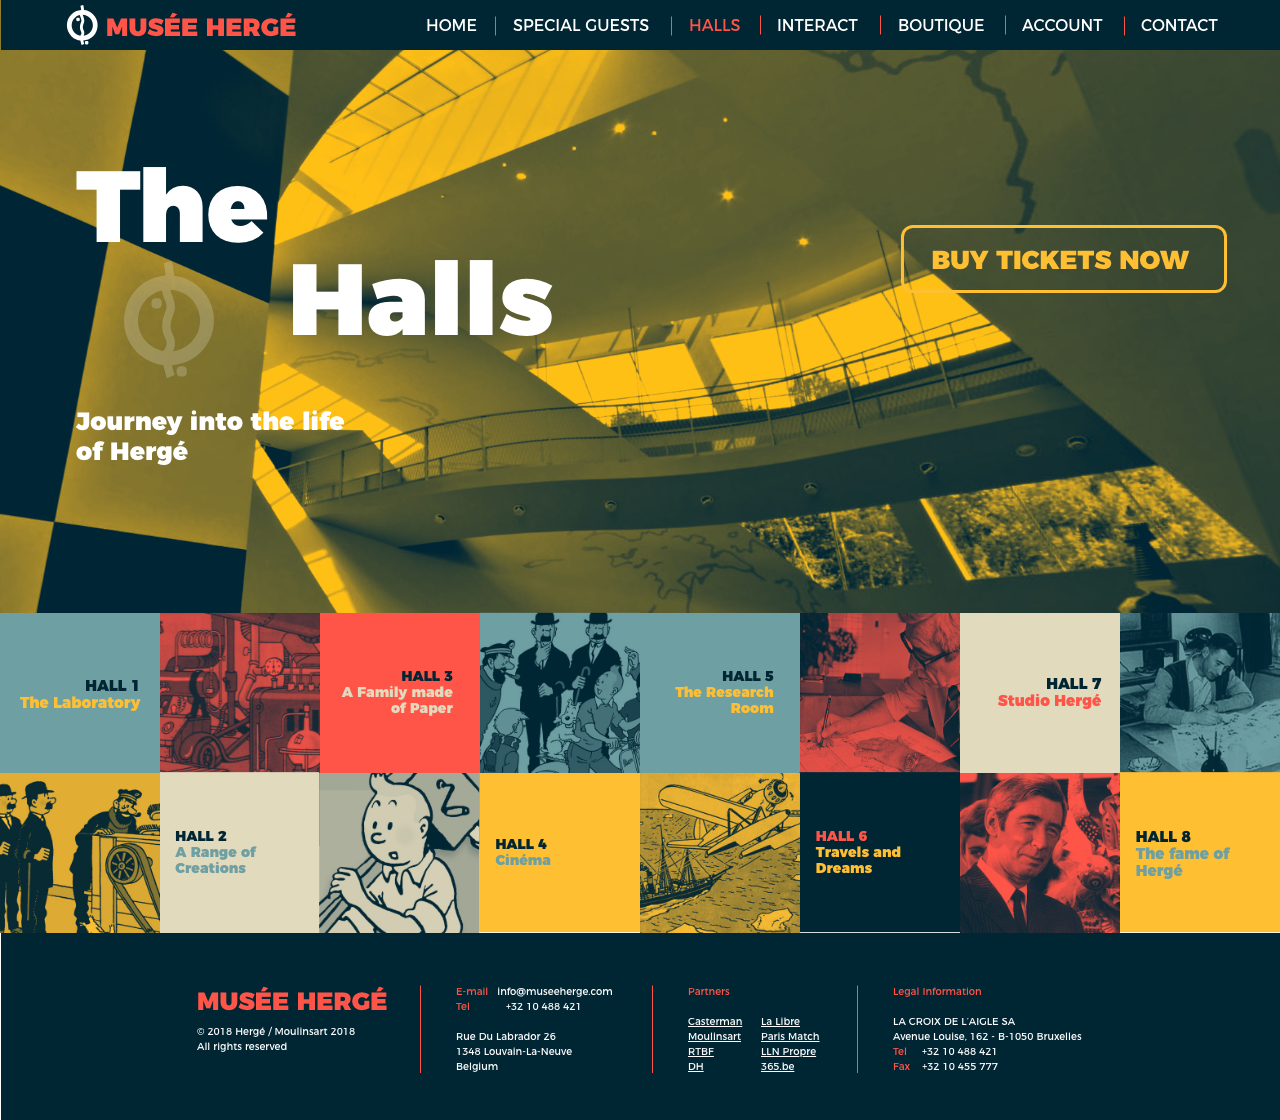 MUSÉE HERGÉ
HOME
SPECIAL GUESTS
HALLS
INTERACT
BOUTIQUE
ACCOUNT
CONTACT
The
Halls
Journey into the life
of Hergé
BUY TICKETS NOW
HALL 1
The Laboratory
HALL 3
A Family made
of Paper
HALL 5
The Research
Room
HALL 7
Studio Hergé
HALL 2
A Range of
Creations
HALL 4
Cinéma
HALL 6
Travels and
Dreams
HALL 8
The fame of
Hergé
MUSÉE HERGÉ
© 2018 Hergé / Moulinsart 2018
All rights reserved
E-mail info@museeherge.com
Tel +32 10 488 421
Rue Du Labrador 26
1348 Louvain-La-Neuve
Belgium
Partners
Casterman La Libre
Moulinsart Paris Match
RTBF LLN Propre
DH 365.be
Legal Information
LA CROIX DE L'AIGLE SA
Avenue Louise, 162 - B-1050 Bruxelles
Tel +32 10 488 421
Fax +32 10 455 777